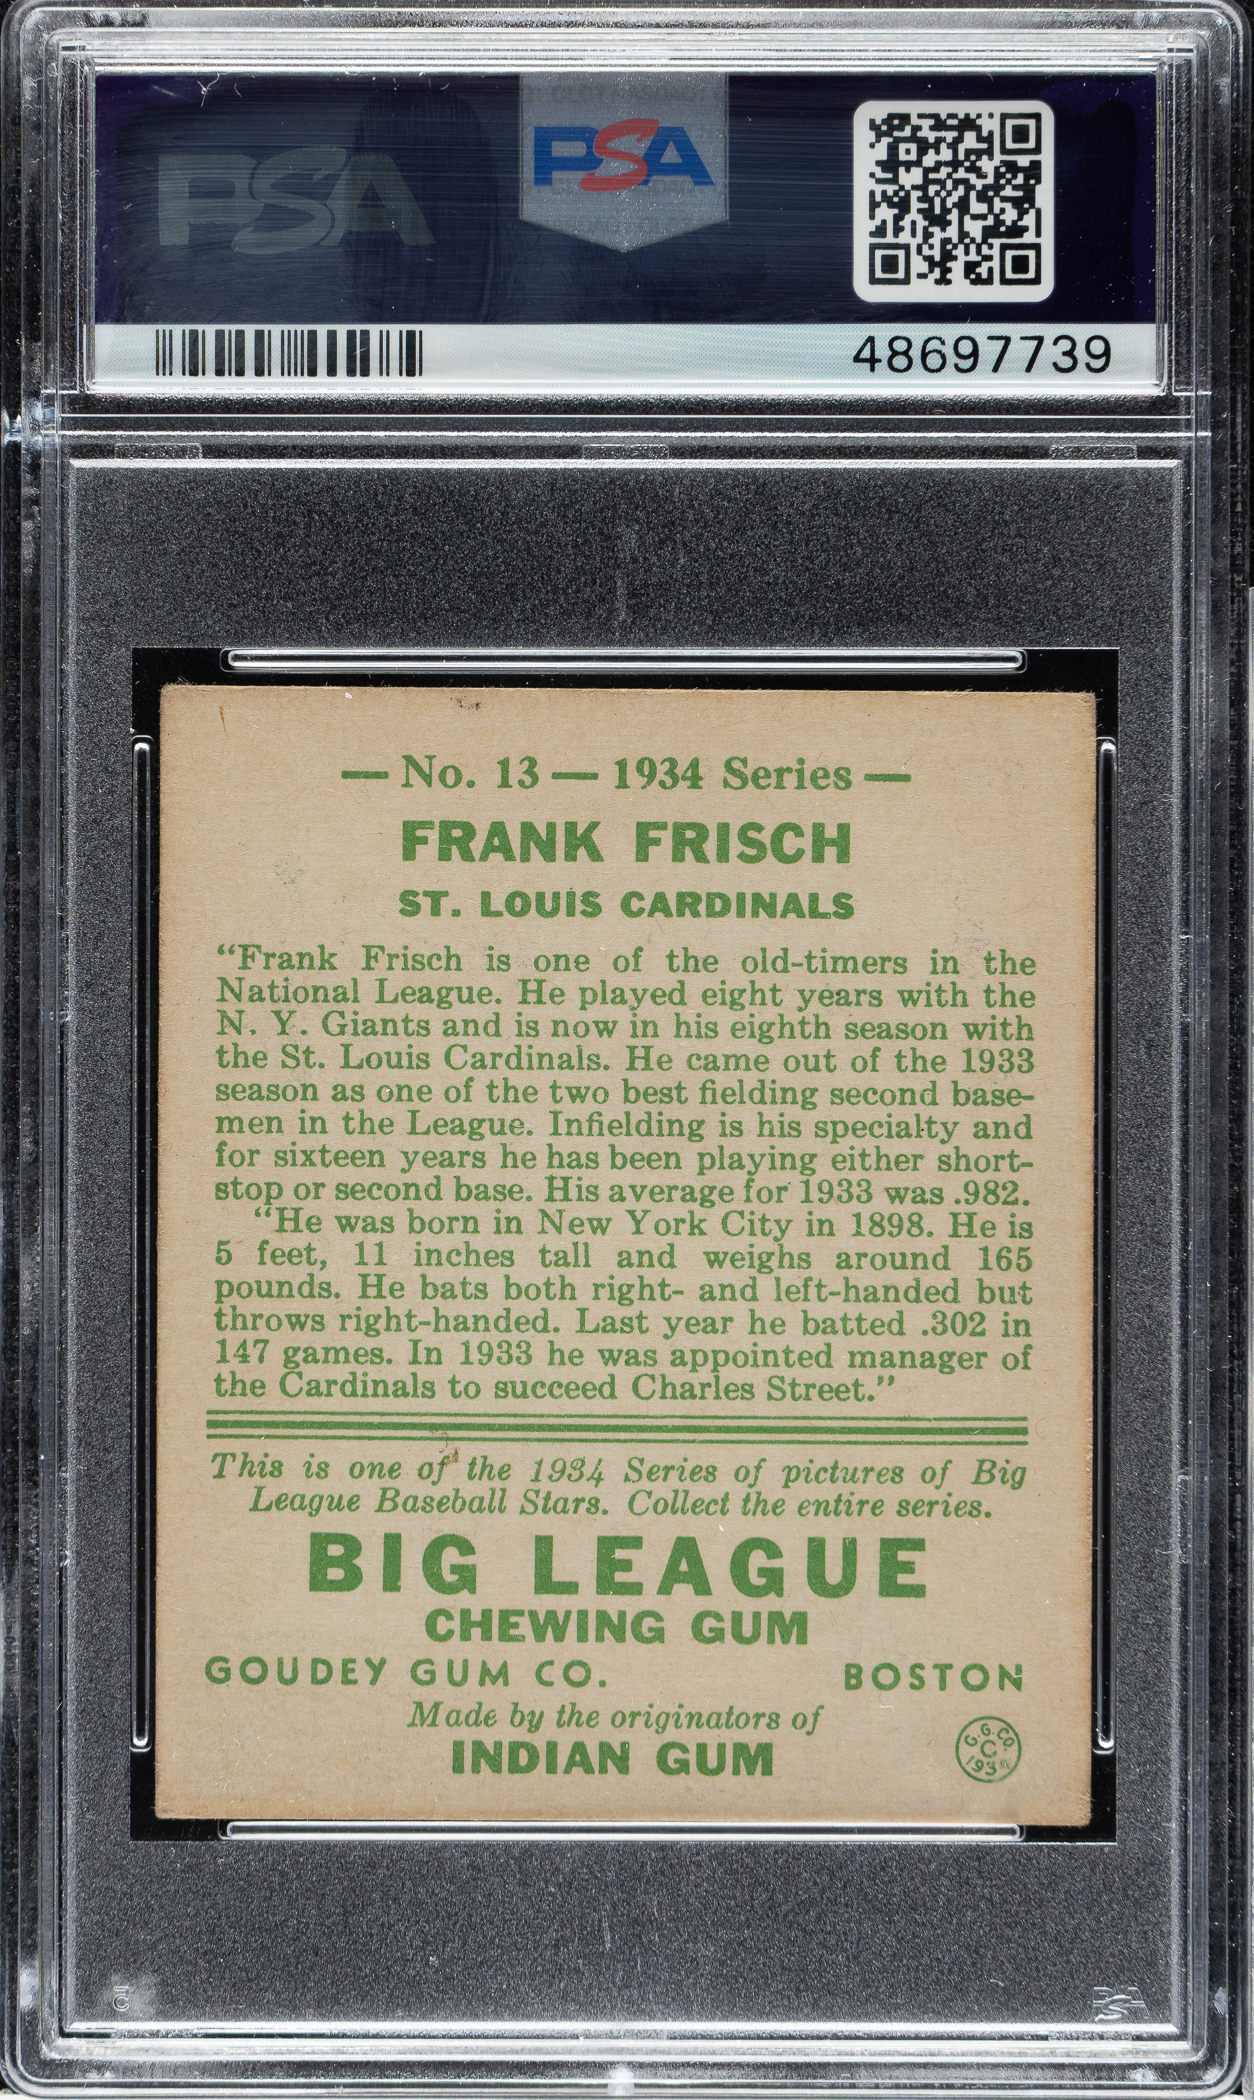 PSA
PSA
48697739
— No. 13 — 1934 Series —
FRANK FRISCH
ST. LOUIS CARDINALS
“Frank Frisch is one of the old-timers in the
National League. He played eight years with the
N. Y. Giants and is now in his eighth season with
the St. Louis Cardinals. He came out of the 1933
season as one of the two best fielding second base-
men in the League. Infielding is his specialty and
for sixteen years he has been playing either short-
stop or second base. His average for 1933 was .982.
“He was born in New York City in 1898. He is
5 feet, 11 inches tall and weighs around 165
pounds. He bats both right- and left-handed but
throws right-handed. Last year he batted .302 in
147 games. In 1933 he was appointed manager of
the Cardinals to succeed Charles Street.”
This is one of the 1934 Series of pictures of Big
League Baseball Stars. Collect the entire series.
BIG LEAGUE
CHEWING GUM
GOUDEY GUM CO. BOSTON
Made by the originators of
INDIAN GUM
G. G. CO.
C
1934
PSA